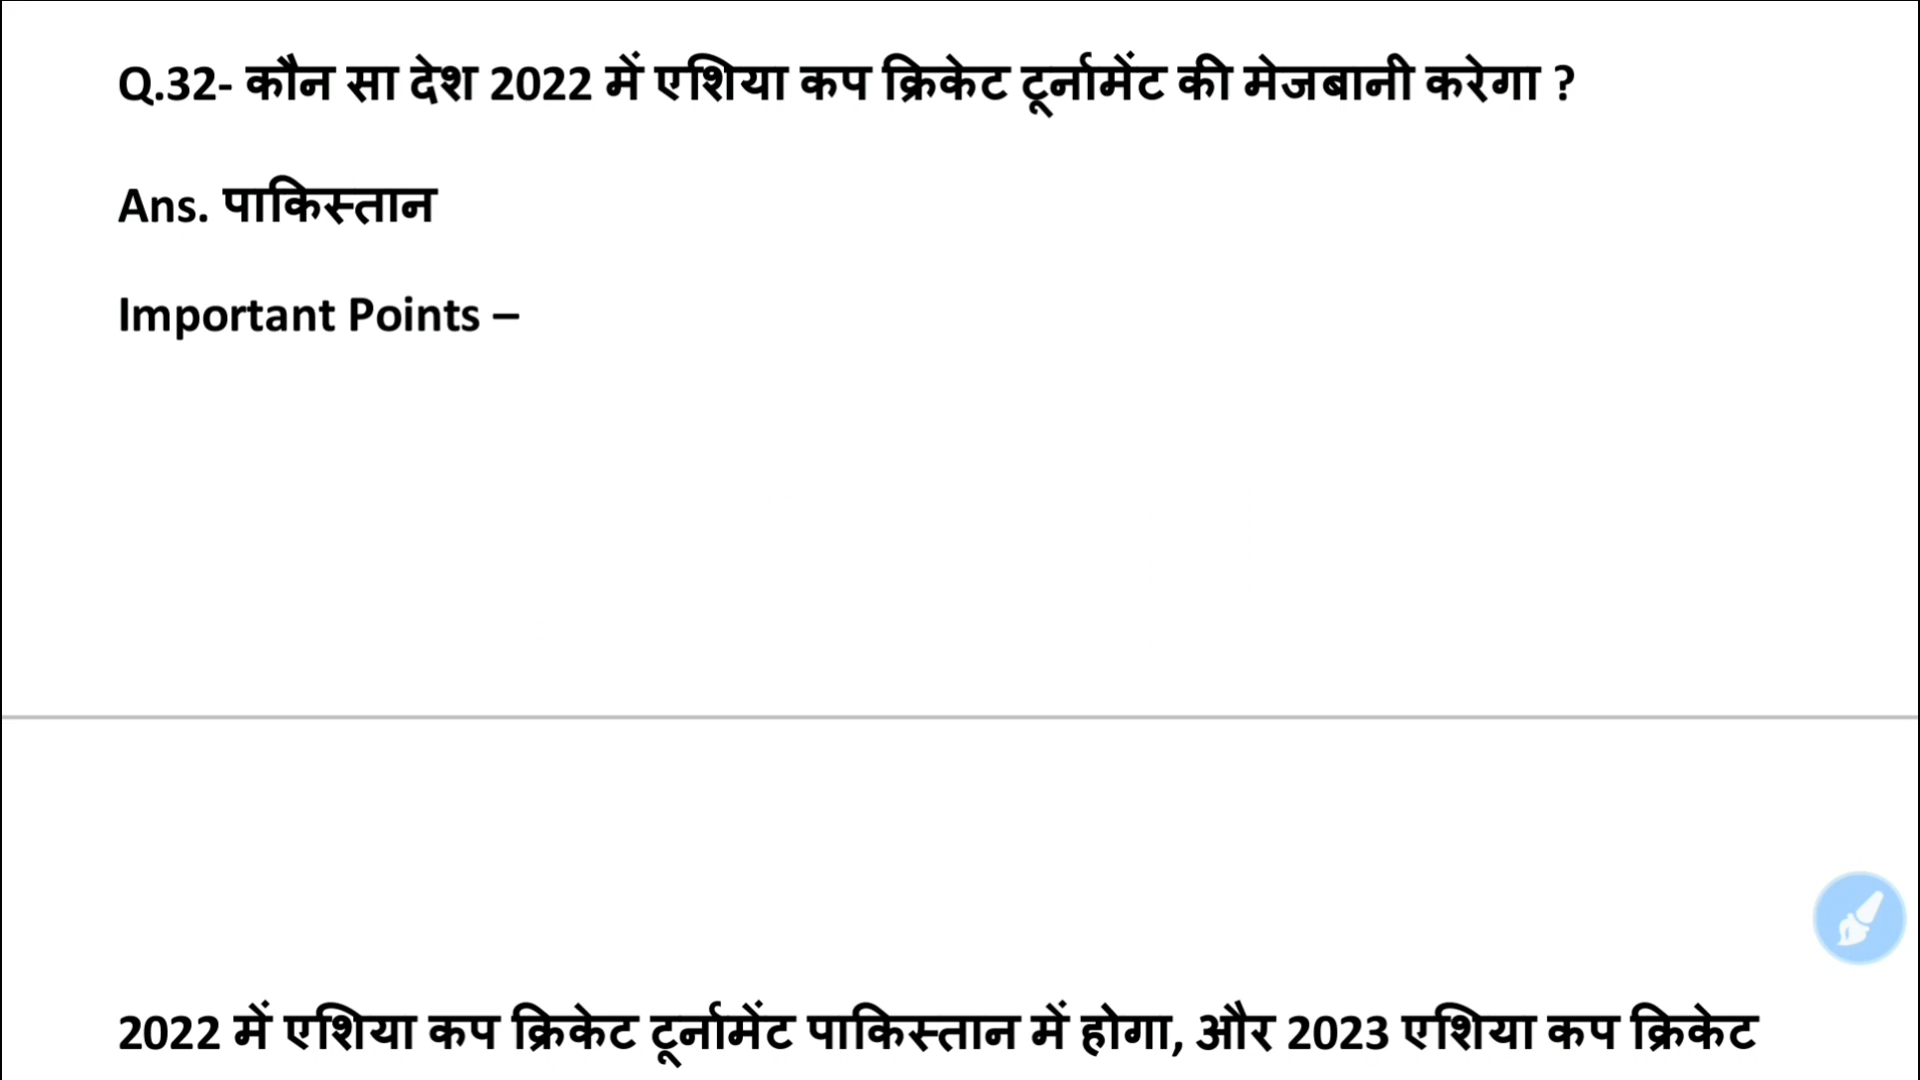 Q.32- कौन सा देश 2022 में एशिया कप क्रिकेट टूर्नामेंट की मेजबानी करेगा ?
Ans. पाकिस्तान
Important Points –
2022 में एशिया कप क्रिकेट टूर्नामेंट पाकिस्तान में होगा, और 2023 एशिया कप क्रिकेट